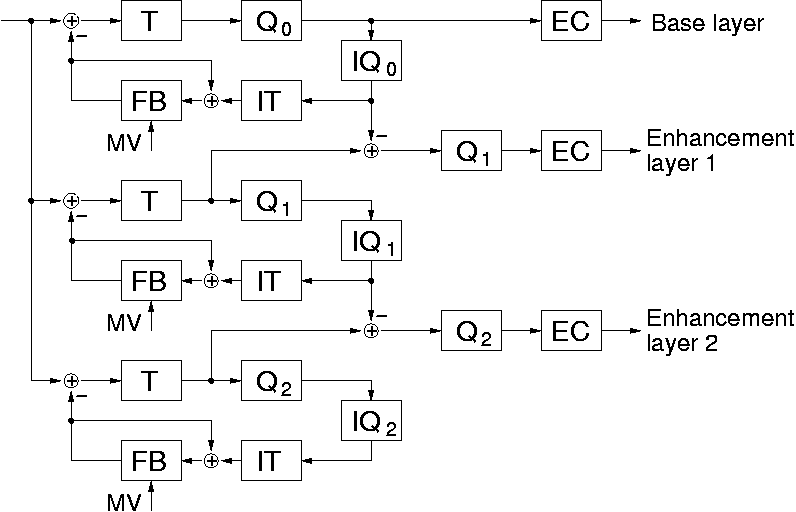 T Q0 EC Base layer
IQ0
FB IT
MV
Q1 EC Enhancement
layer 1
T Q1
IQ1
FB IT
MV
Q2 EC Enhancement
layer 2
T Q2
IQ2
FB IT
MV